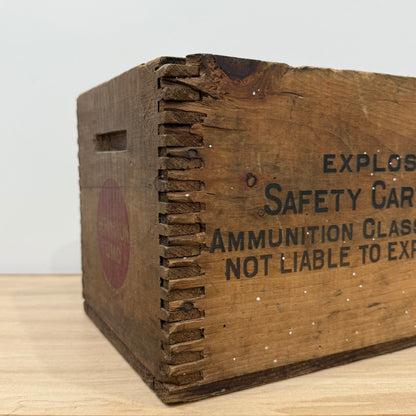 EXPLOS
SAFETY CAR
AMMUNITION CLASS
NOT LIABLE TO EXP